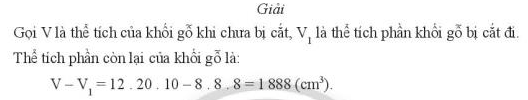 Giải
Gọi V là thể tích của khối gỗ khi chưa bị cắt, V₁ là thể tích phần khối gỗ bị cắt đi.
Thể tích phần còn lại của khối gỗ là:
V – V₁ = 12 . 20 . 10 – 8 . 8 . 8 = 1 888 (cm³).